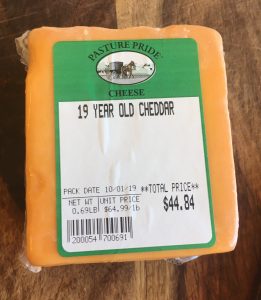 PASTURE PRIDE
CHEESE
19 YEAR OLD CHEDDAR
PACK DATE 10/01/19 **TOTAL PRICE**
NET WT UNIT PRICE
0.69LB $64.99/lb $44.84
200054 700691